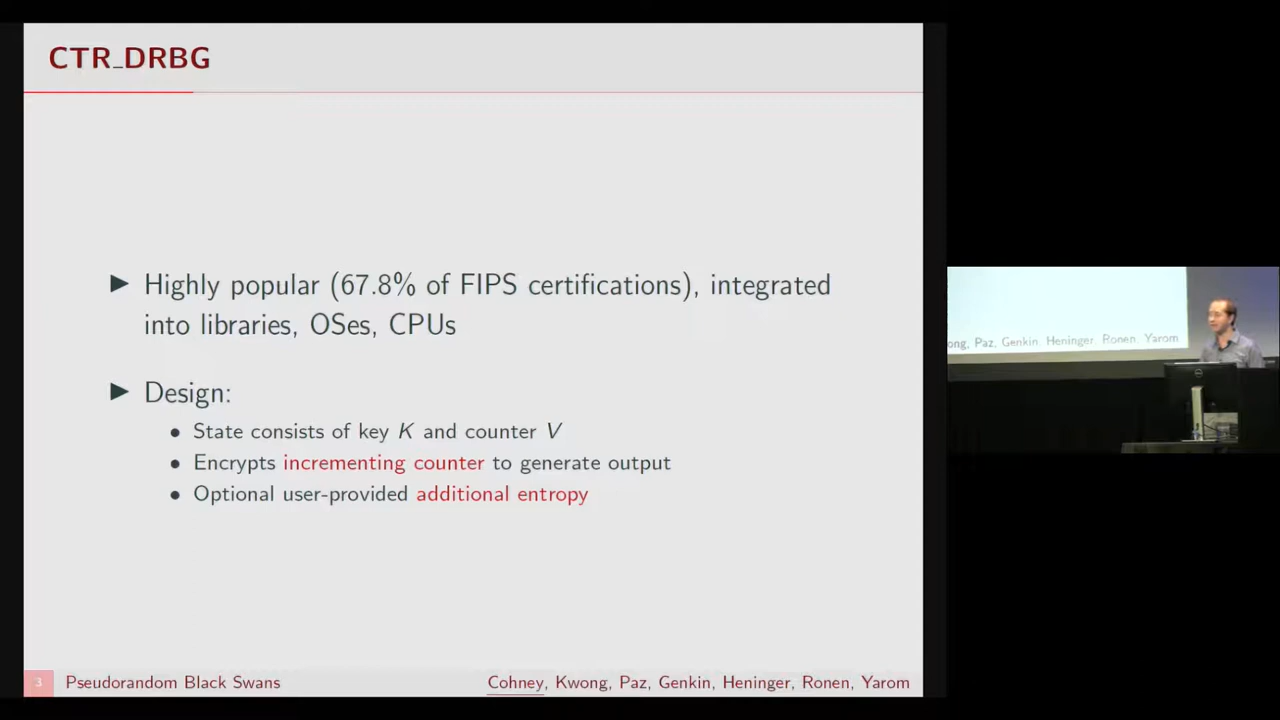 CTR_DRBG
▶ Highly popular (67.8% of FIPS certifications), integrated
into libraries, OSes, CPUs
▶ Design:
• State consists of key K and counter V
• Encrypts incrementing counter to generate output
• Optional user-provided additional entropy
3 Pseudorandom Black Swans Cohney, Kwong, Paz, Genkin, Heninger, Ronen, Yarom
Paz, Genkin, Heninger, Ronen, Yarom